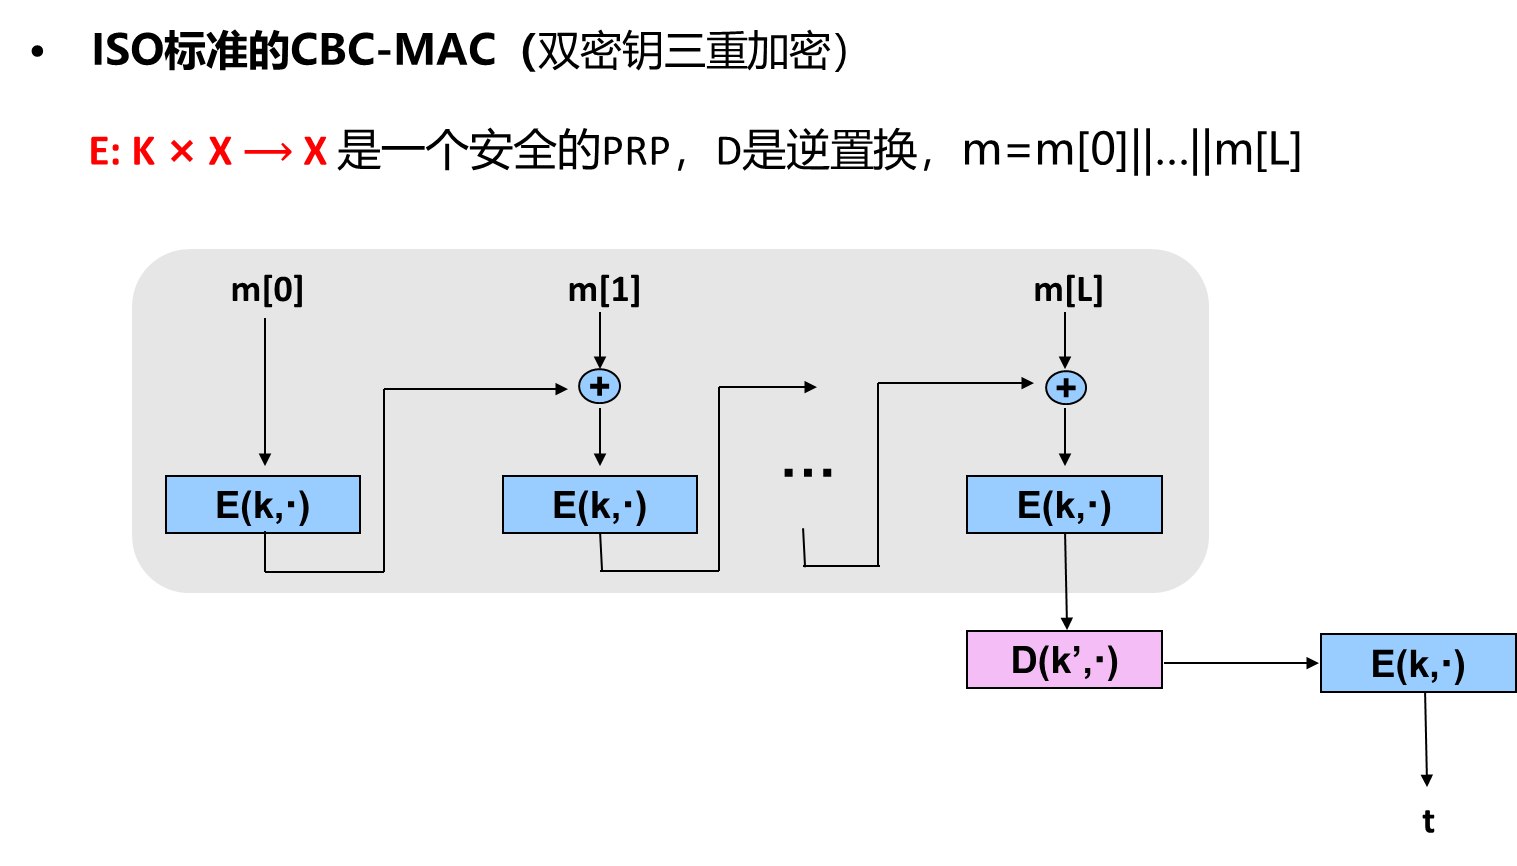 • ISO标准的CBC-MAC（双密钥三重加密）
E: K × X ⟶ X 是一个安全的PRP，D是逆置换，m=m[0]||…||m[L]
m[0] m[1] m[L]
+ +
…
E(k,·) E(k,·) E(k,·)
D(k’,·) E(k,·)
t